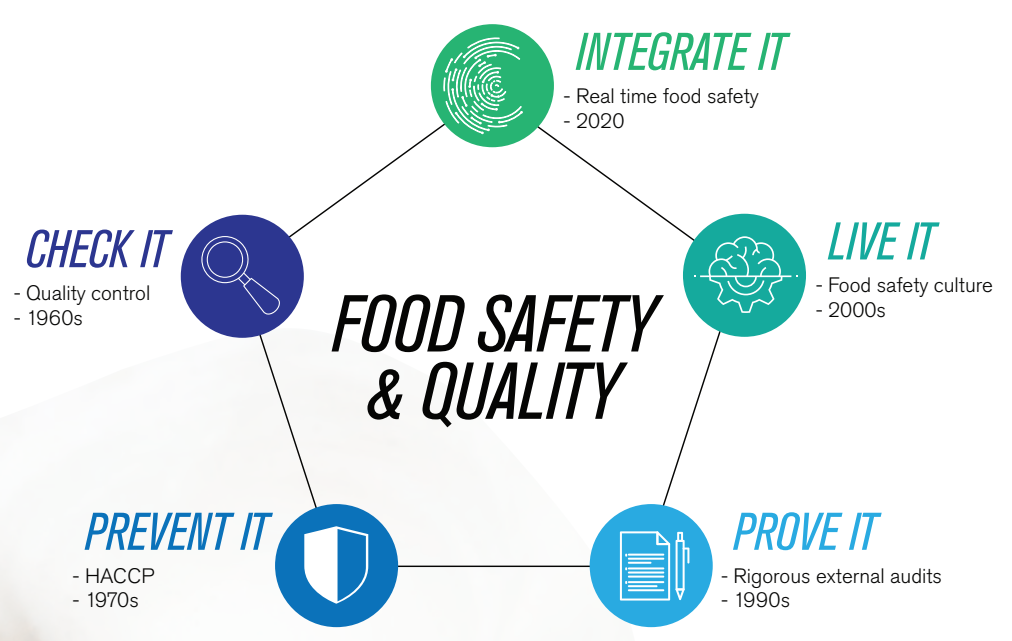 INTEGRATE IT
- Real time food safety
- 2020
CHECK IT
- Quality control
- 1960s
LIVE IT
- Food safety culture
- 2000s
FOOD SAFETY
& QUALITY
PREVENT IT
- HACCP
- 1970s
PROVE IT
- Rigorous external audits
- 1990s